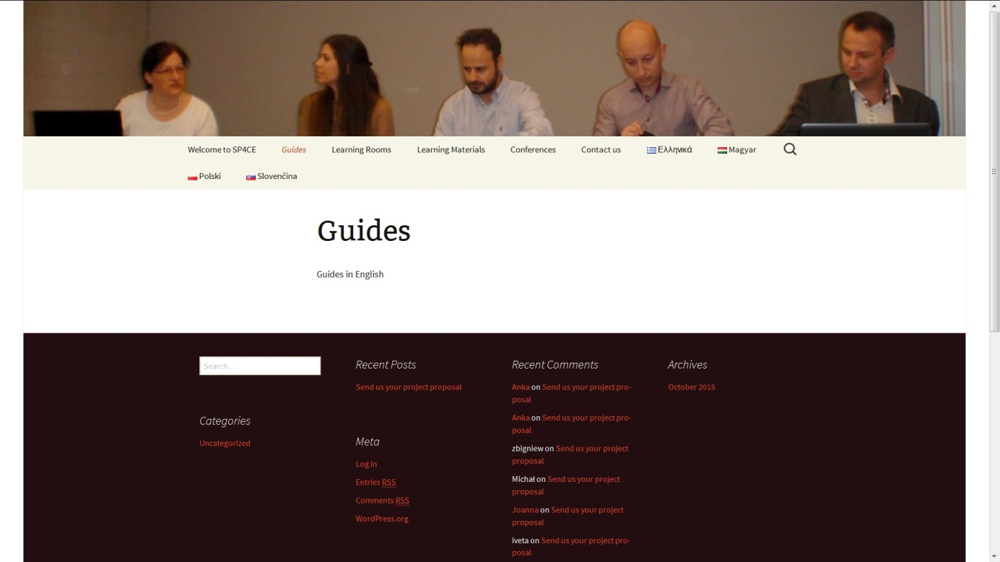 Welcome to SP4CE Guides Learning Rooms Learning Materials Conferences Contact us Ελληνικά Magyar
Polski Slovenčina
Guides
Guides in English
Search …
Categories
Uncategorized
Recent Posts
Send us your project proposal
Meta
Log in
Entries RSS
Comments RSS
WordPress.org
Recent Comments
Anka on Send us your project pro-
posal
Anka on Send us your project pro-
posal
zbigniew on Send us your project
proposal
Michał on Send us your project
proposal
Joanna on Send us your project
proposal
iveta on Send us your project pro-
posal
Archives
October 2015